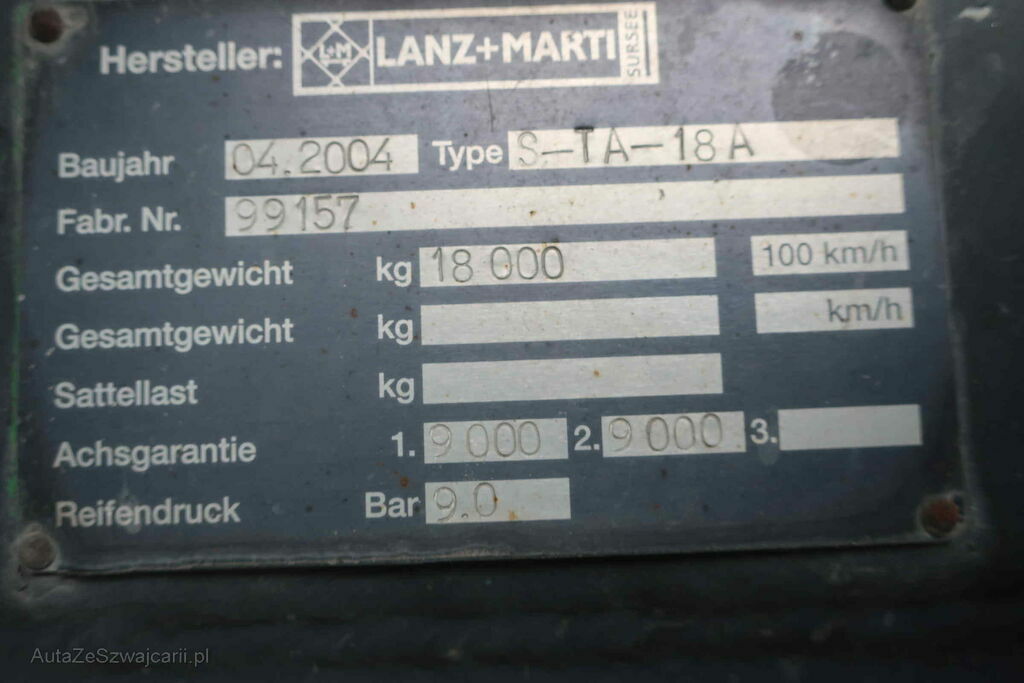 Hersteller: L+M LANZ+MARTI SURSEE
Baujahr 04.2004 Type S-TA-18A
Fabr. Nr. 99157
Gesamtgewicht kg 18 000 100 km/h
Gesamtgewicht kg km/h
Sattellast kg
Achsgarantie 1. 9 000 2. 9 000 3.
Reifendruck Bar 9.0
AutaZeSzwajcarii.pl